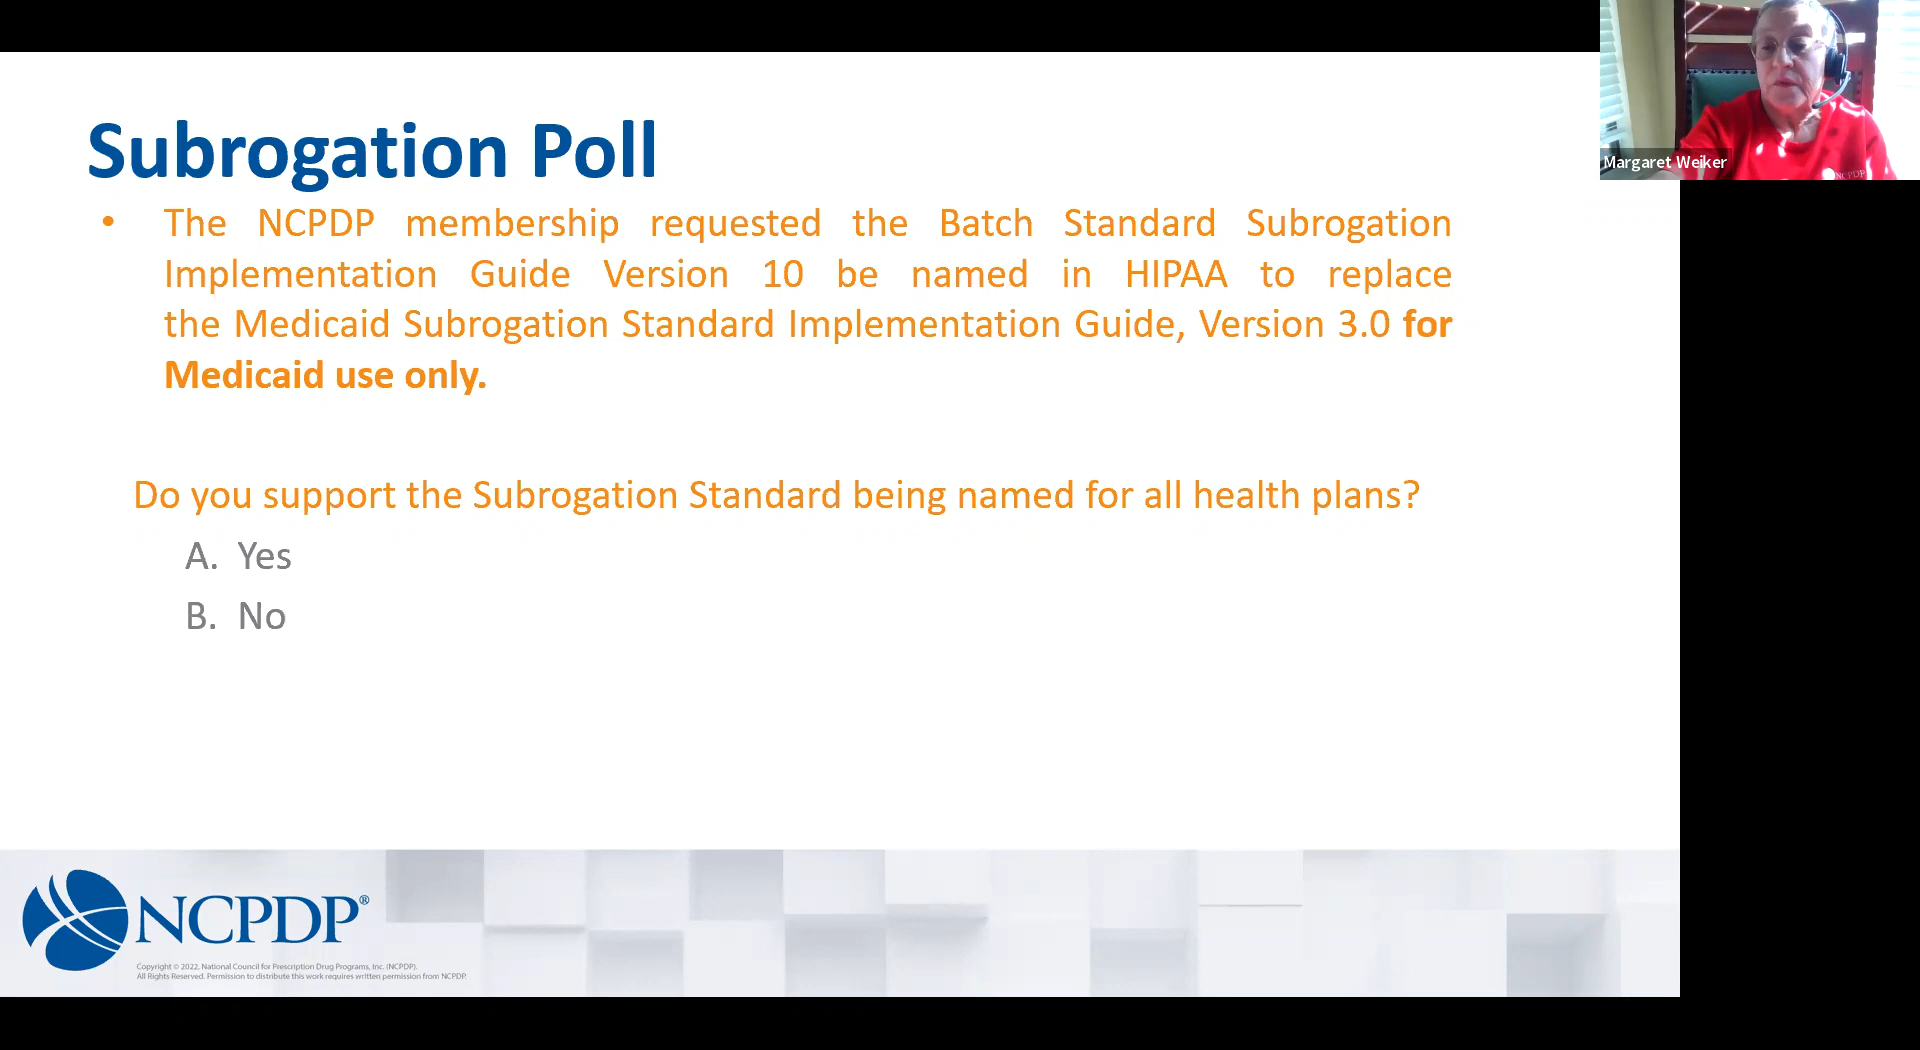 Subrogation Poll
• The NCPDP membership requested the Batch Standard Subrogation
Implementation Guide Version 10 be named in HIPAA to replace
the Medicaid Subrogation Standard Implementation Guide, Version 3.0 for
Medicaid use only.
Do you support the Subrogation Standard being named for all health plans?
A. Yes
B. No
Margaret Weiker
NCPDP
NCPDP®
Copyright © 2022, National Council for Prescription Drug Programs, Inc. (NCPDP).
All Rights Reserved. Permission to distribute this work requires written permission from NCPDP.